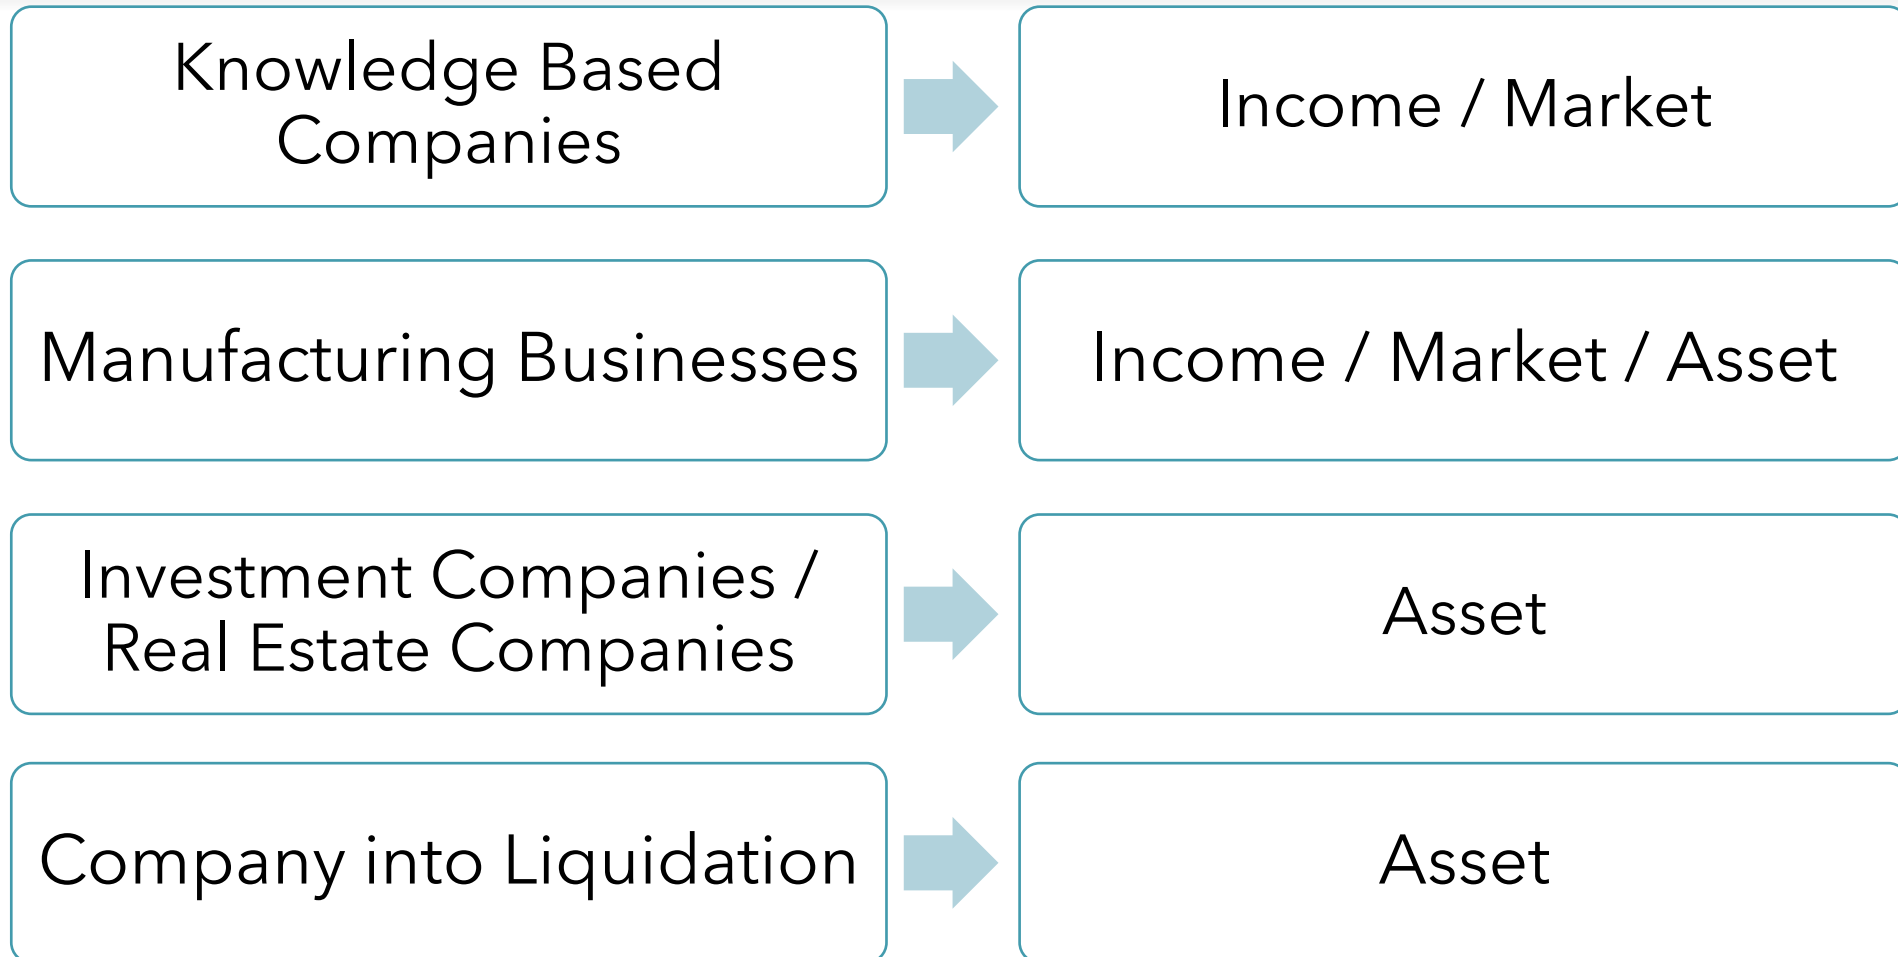 Knowledge Based
Companies
Income / Market
Manufacturing Businesses
Income / Market / Asset
Investment Companies /
Real Estate Companies
Asset
Company into Liquidation
Asset